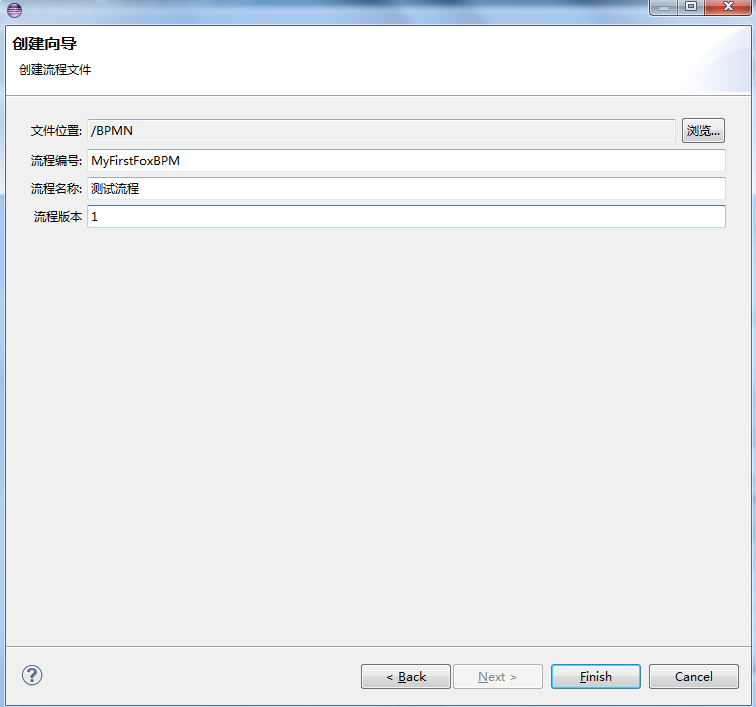 创建向导
创建流程文件
文件位置: /BPMN 浏览...
流程编号: MyFirstFoxBPM
流程名称: 测试流程
流程版本 1
? < Back Next > Finish Cancel